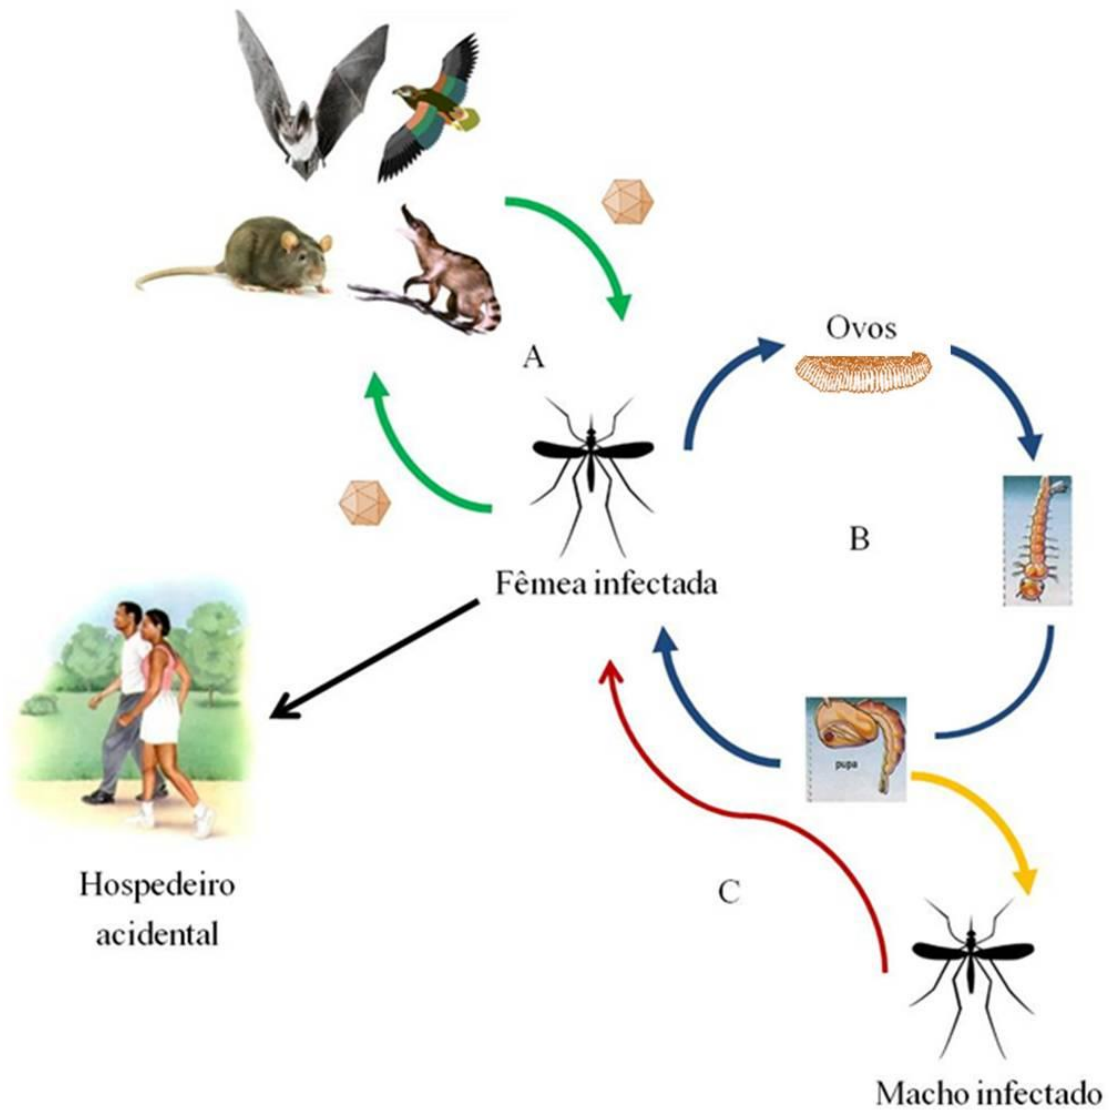 A
Ovos
B
Fêmea infectada
pupa
C
Hospedeiro
acidental
Macho infectado